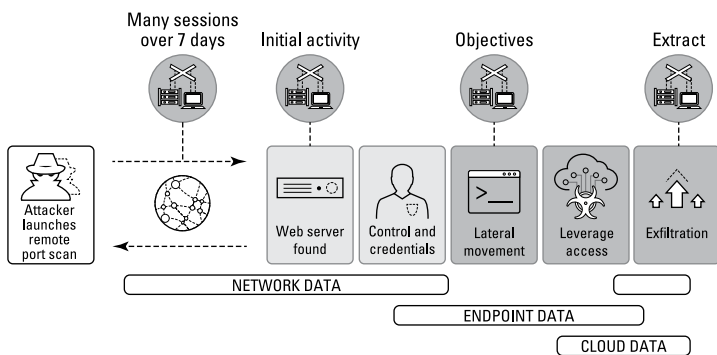 Many sessions
over 7 days
Initial activity
Objectives
Extract
Attacker
launches
remote
port scan
Web server
found
Control and
credentials
>_
Lateral
movement
Leverage
access
Exfiltration
NETWORK DATA
ENDPOINT DATA
CLOUD DATA